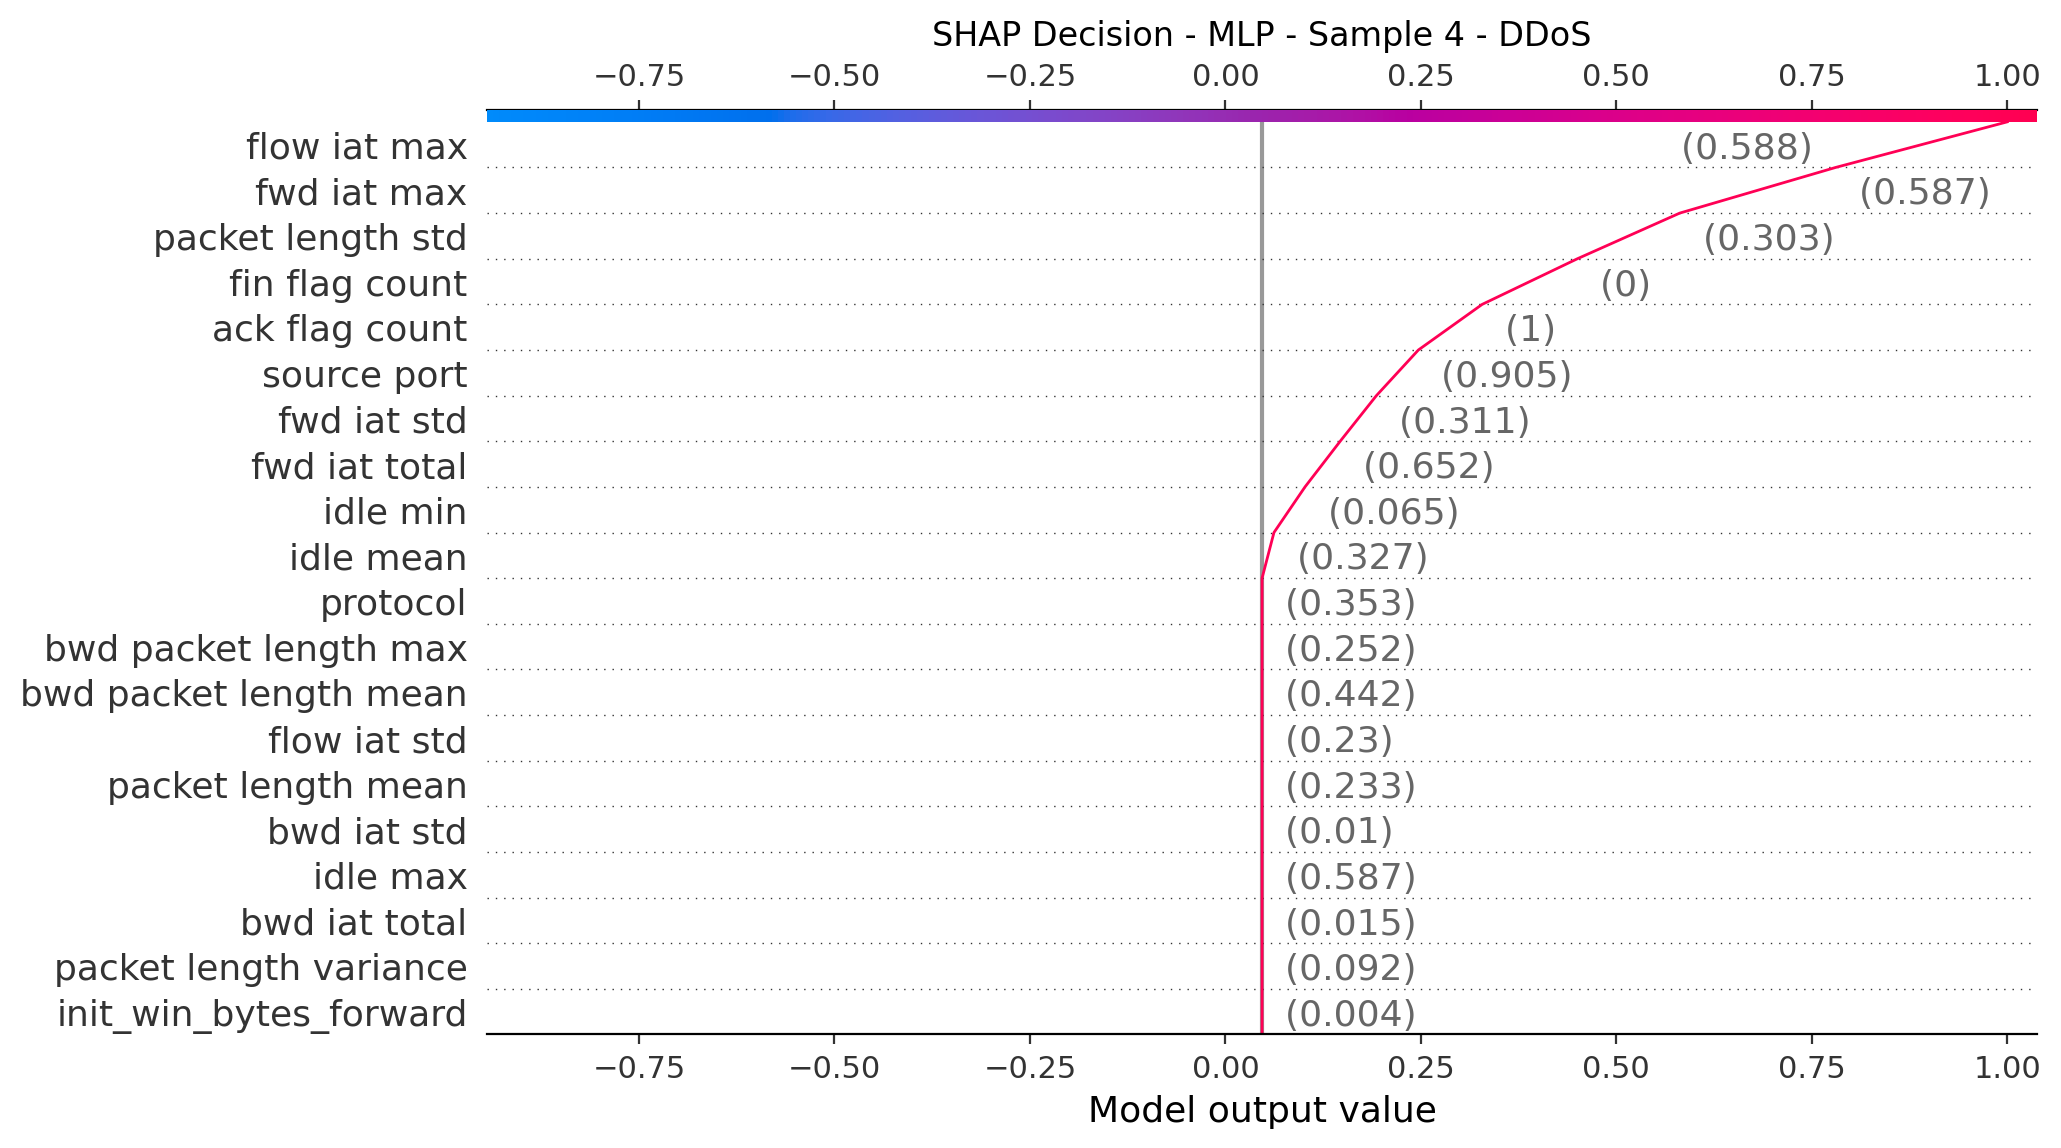 SHAP Decision - MLP - Sample 4 - DDoS
−0.75 −0.50 −0.25 0.00 0.25 0.50 0.75 1.00
flow iat max (0.588)
fwd iat max (0.587)
packet length std (0.303)
fin flag count (0)
ack flag count (1)
source port (0.905)
fwd iat std (0.311)
fwd iat total (0.652)
idle min (0.065)
idle mean (0.327)
protocol (0.353)
bwd packet length max (0.252)
bwd packet length mean (0.442)
flow iat std (0.23)
packet length mean (0.233)
bwd iat std (0.01)
idle max (0.587)
bwd iat total (0.015)
packet length variance (0.092)
init_win_bytes_forward (0.004)
−0.75 −0.50 −0.25 0.00 0.25 0.50 0.75 1.00
Model output value